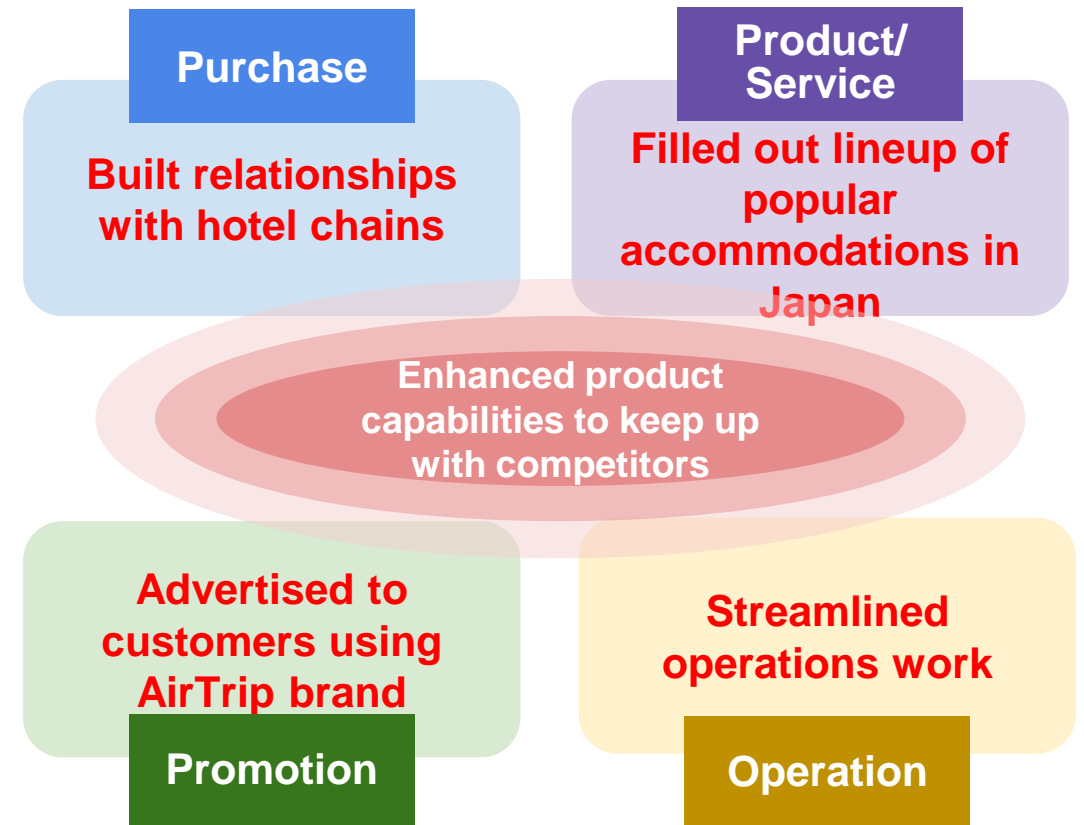 Purchase
Built relationships
with hotel chains
Product/
Service
Filled out lineup of
popular
accommodations in
Japan
Enhanced product
capabilities to keep up
with competitors
Advertised to
customers using
AirTrip brand
Promotion
Streamlined
operations work
Operation